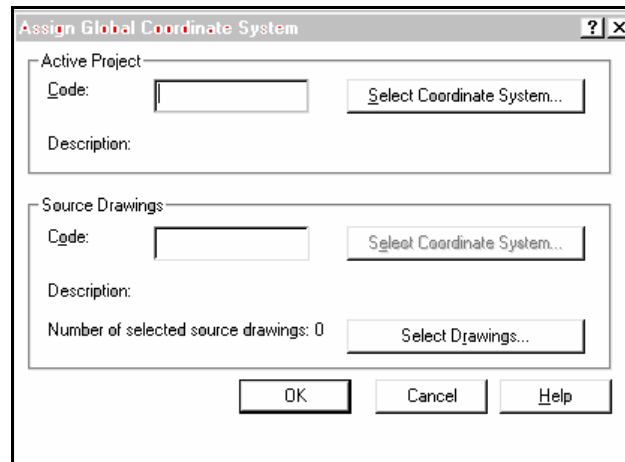 Assign Global Coordinate System
Active Project
Code:
Select Coordinate System...
Description:
Source Drawings
Code:
Select Coordinate System...
Description:
Number of selected source drawings: 0
Select Drawings...
OK Cancel Help